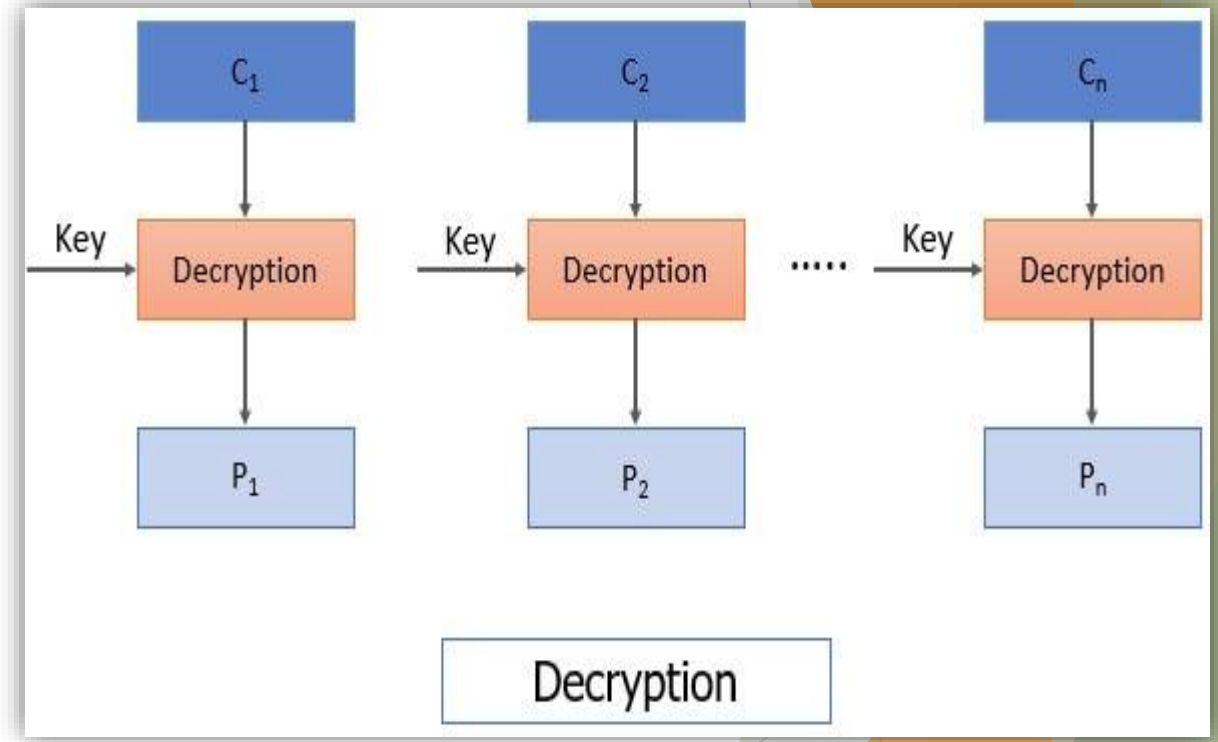 C₁
C₂
Cₙ
Key
Decryption
Key
Decryption
.....
Key
Decryption
P₁
P₂
Pₙ
Decryption